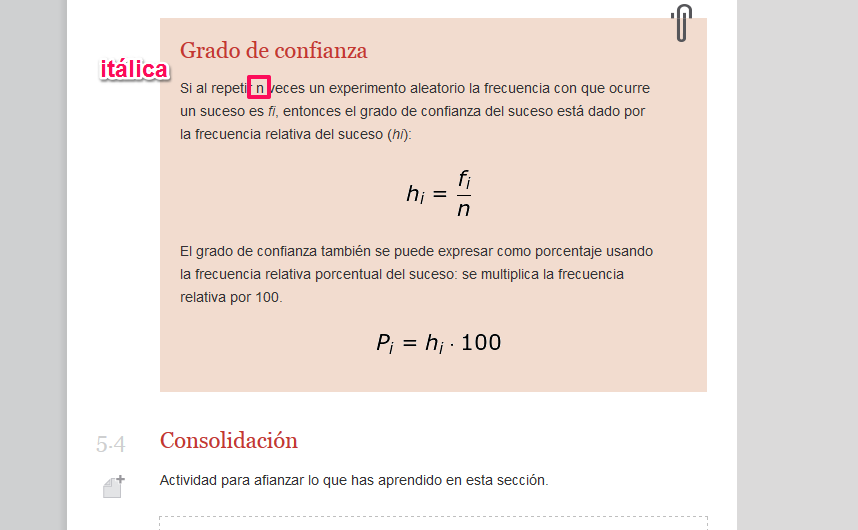 Grado de confianza
itálica
Si al repetir n veces un experimento aleatorio la frecuencia con que ocurre
un suceso es fi, entonces el grado de confianza del suceso está dado por
la frecuencia relativa del suceso (hi):
hᵢ = fᵢ/n
El grado de confianza también se puede expresar como porcentaje usando
la frecuencia relativa porcentual del suceso: se multiplica la frecuencia
relativa por 100.
Pᵢ = hᵢ · 100
5.4 Consolidación
Actividad para afianzar lo que has aprendido en esta sección.